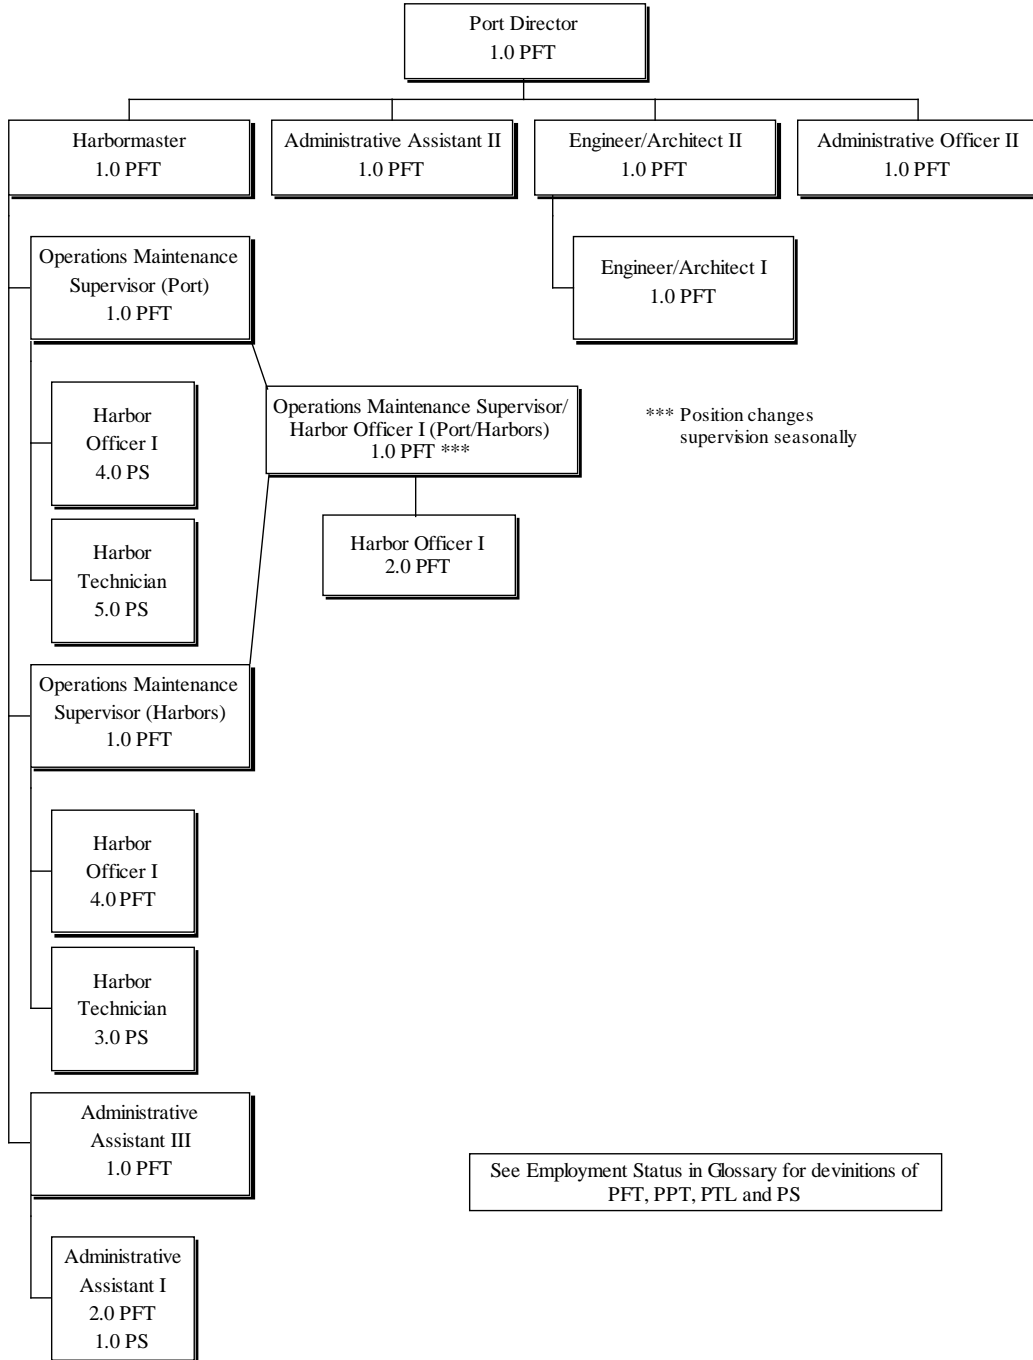 Port Director
1.0 PFT
Harbormaster
1.0 PFT
Administrative Assistant II
1.0 PFT
Engineer/Architect II
1.0 PFT
Administrative Officer II
1.0 PFT
Operations Maintenance
Supervisor (Port)
1.0 PFT
Engineer/Architect I
1.0 PFT
Harbor
Officer I
4.0 PS
Operations Maintenance Supervisor/
Harbor Officer I (Port/Harbors)
1.0 PFT ***
*** Position changes
supervision seasonally
Harbor
Technician
5.0 PS
Harbor Officer I
2.0 PFT
Operations Maintenance
Supervisor (Harbors)
1.0 PFT
Harbor
Officer I
4.0 PFT
Harbor
Technician
3.0 PS
Administrative
Assistant III
1.0 PFT
See Employment Status in Glossary for devinitions of
PFT, PPT, PTL and PS
Administrative
Assistant I
2.0 PFT
1.0 PS